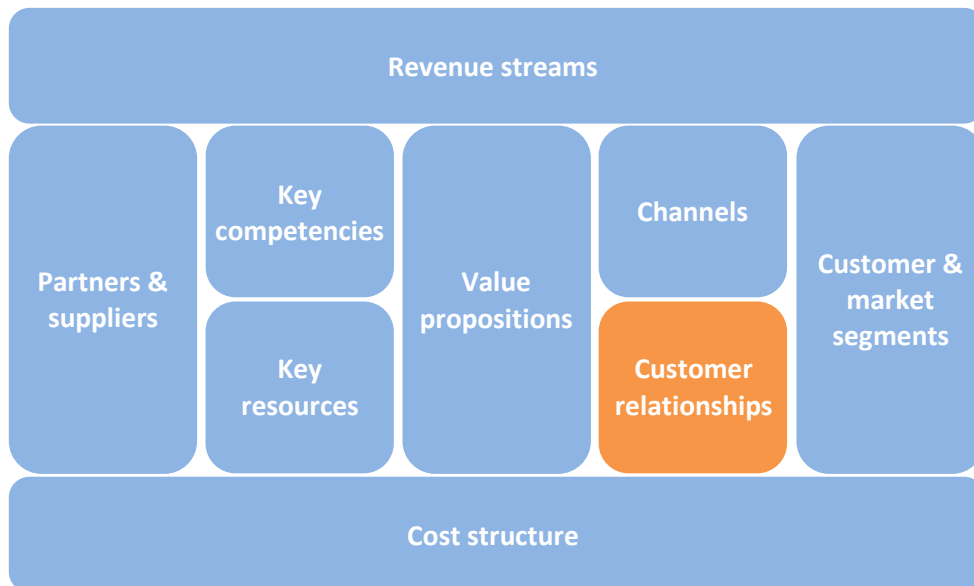 Revenue streams
Partners &
suppliers
Key
competencies
Key
resources
Value
propositions
Channels
Customer
relationships
Customer &
market
segments
Cost structure